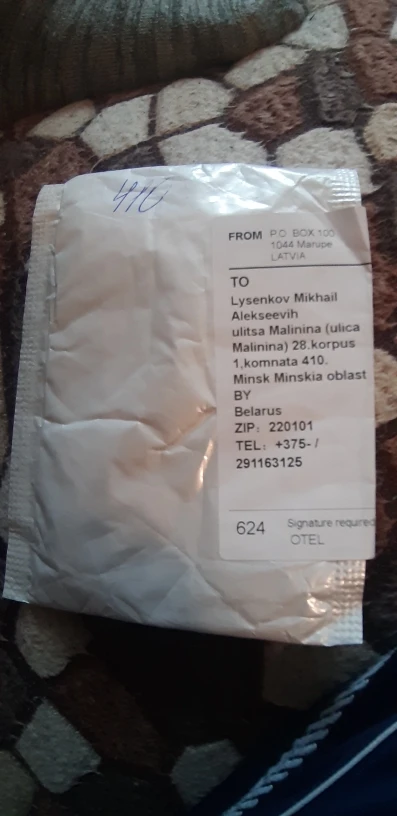 410
FROM P.O. BOX 100
1044 Marupe
LATVIA
TO
Lysenkov Mikhail
Alekseevih
ulitsa Malinina (ulica
Malinina) 28.korpus
1,komnata 410.
Minsk Minskia oblast
BY
Belarus
ZIP: 220101
TEL: +375- /
291163125
624 Signature required
OTEL